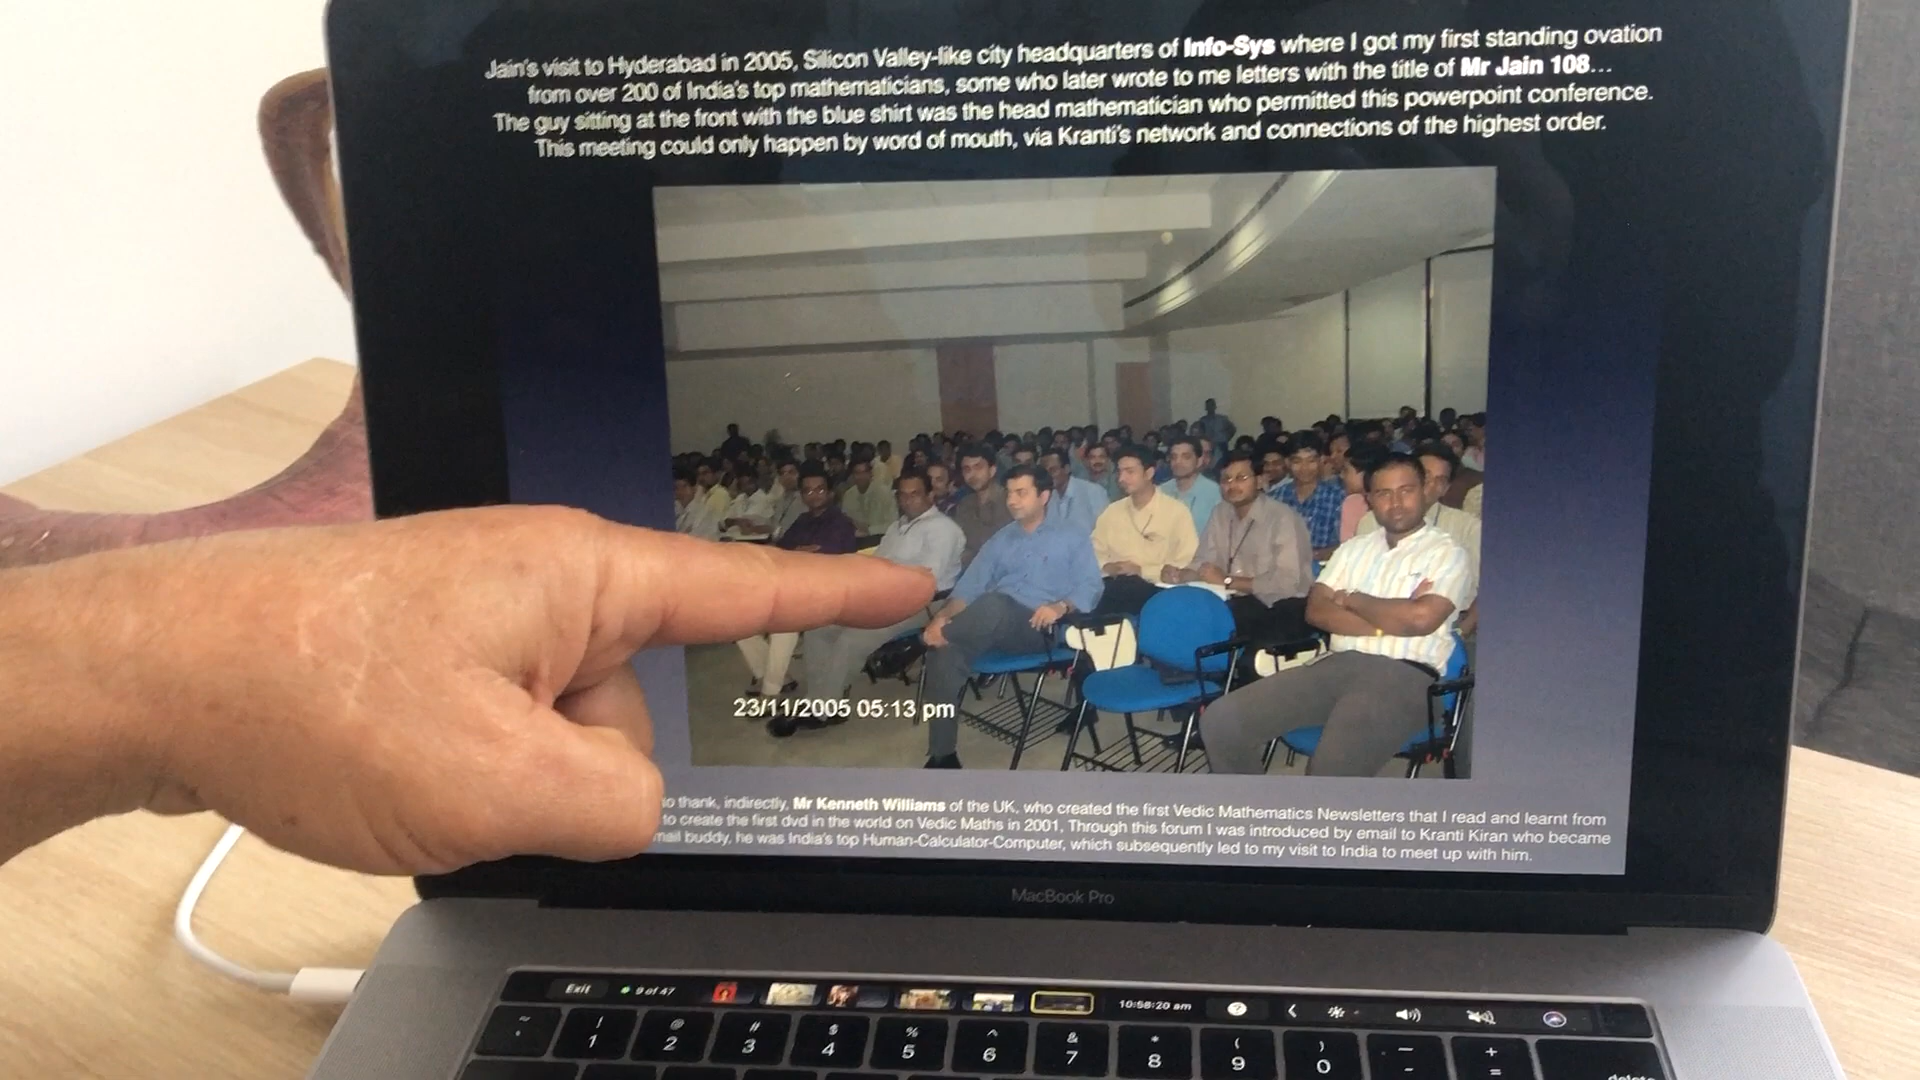 Jain's visit to Hyderabad in 2005, Silicon Valley-like city headquarters of Info-Sys where I got my first standing ovation
from over 200 of India's top mathematicians, some who later wrote to me letters with the title of Mr Jain 108...
The guy sitting at the front with the blue shirt was the head mathematician who permitted this powerpoint conference.
This meeting could only happen by word of mouth, via Kranti's network and connections of the highest order.
23/11/2005 05:13 pm
to thank, indirectly, Mr Kenneth Williams of the UK, who created the first Vedic Mathematics Newsletters that I read and learnt from
to create the first dvd in the world on Vedic Maths in 2001, Through this forum I was introduced by email to Kranti Kiran who became
buddy, he was India's top Human-Calculator-Computer, which subsequently led to my visit to India to meet up with him.
MacBook Pro
Exit 9 of 47 10:58:20 am
~ ! @ # $ % ^ & * ( ) — +
1 2 3 4 5 6 7 8 9 0 - =
delete